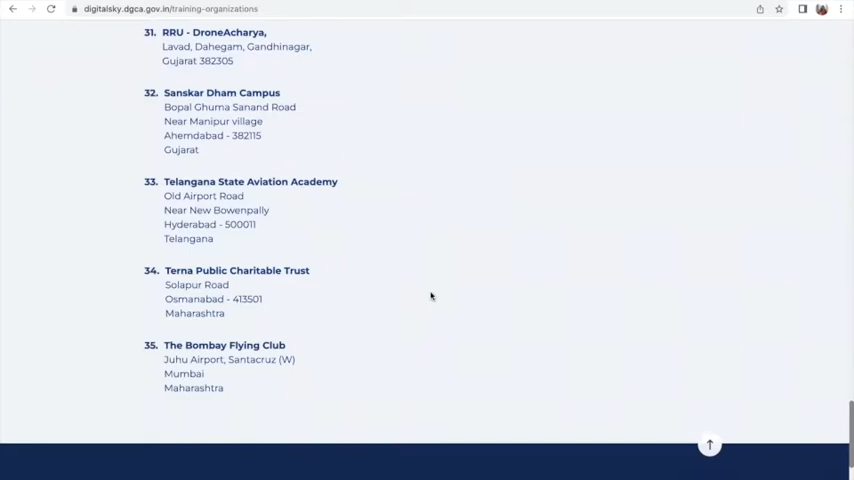 digitalsky.dgca.gov.in/training-organizations
31. RRU - DroneAcharya,
Lavad, Dahegam, Gandhinagar,
Gujarat 382305
32. Sanskar Dham Campus
Bopal Ghuma Sanand Road
Near Manipur village
Ahemdabad - 382115
Gujarat
33. Telangana State Aviation Academy
Old Airport Road
Near New Bowenpally
Hyderabad - 500011
Telangana
34. Terna Public Charitable Trust
Solapur Road
Osmanabad - 413501
Maharashtra
35. The Bombay Flying Club
Juhu Airport, Santacruz (W)
Mumbai
Maharashtra